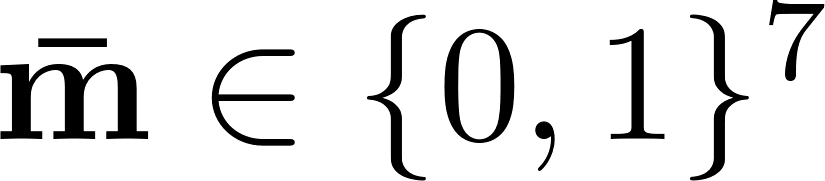 m̅ ∈ {0, 1}⁷